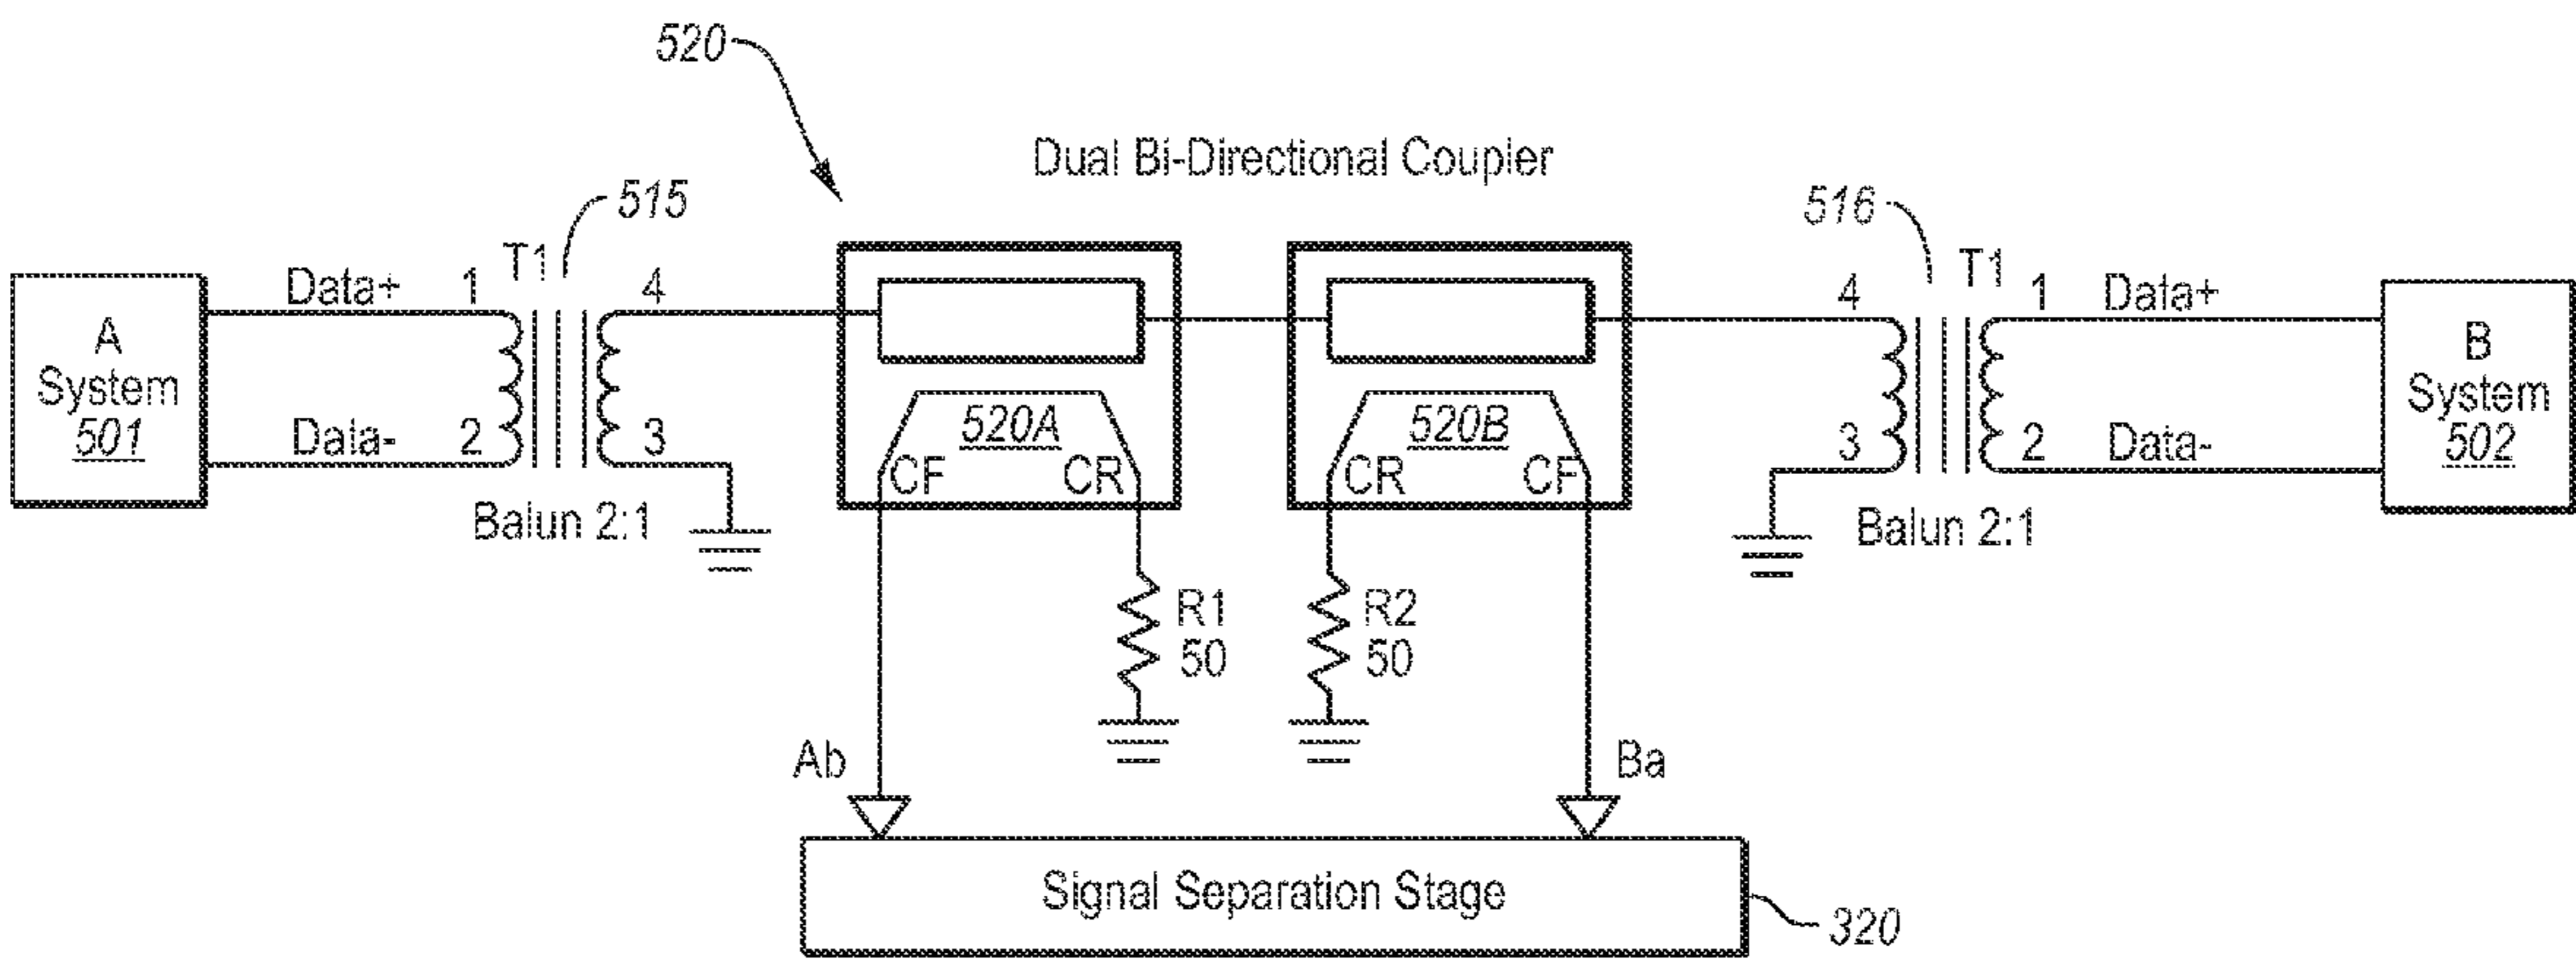 520
Dual Bi-Directional Coupler
515
516
T1
T1
A
System
501
Data+
1
4
Data-
2
3
Balun 2:1
520A
CF
CR
520B
CR
CF
4
1
Data+
3
2
Data-
Balun 2:1
B
System
502
R1
50
R2
50
Ab
Ba
Signal Separation Stage
320